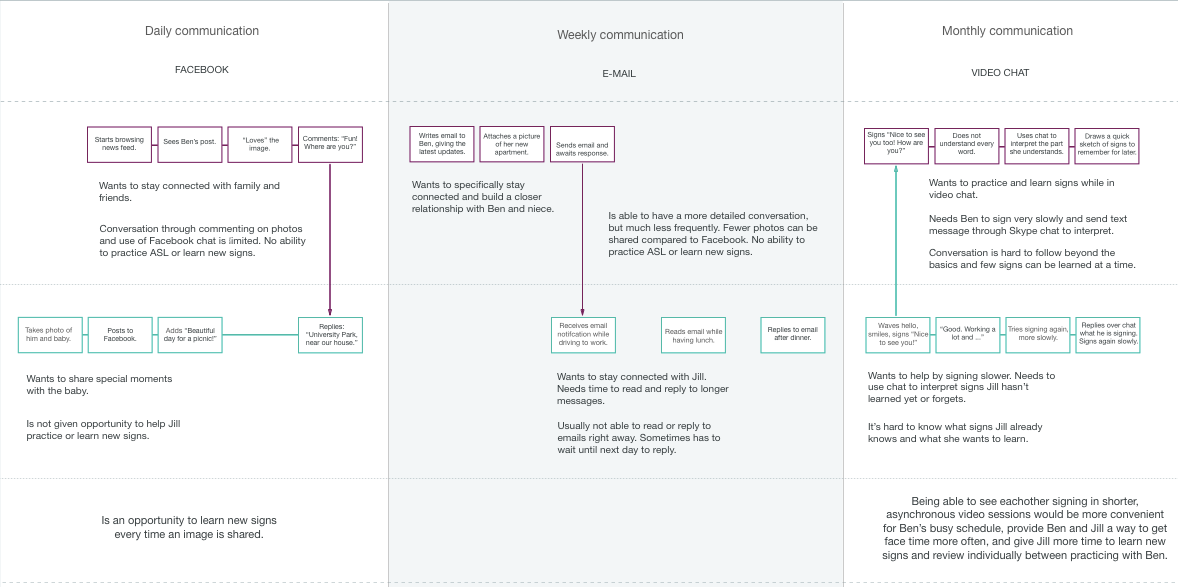 Daily communication
FACEBOOK
Weekly communication
E-MAIL
Monthly communication
VIDEO CHAT
Starts browsing
news feed.
Sees Ben's post.
"Loves" the
image.
Comments: "Fun!
Where are you?"
Wants to stay connected with family and
friends.
Conversation through commenting on photos
and use of Facebook chat is limited. No ability
to practice ASL or learn new signs.
Writes email to
Ben, giving the
latest updates.
Attaches a picture
of her new
apartment.
Sends email and
awaits response.
Wants to specifically stay
connected and build a closer
relationship with Ben and niece.
Is able to have a more detailed conversation,
but much less frequently. Fewer photos can be
shared compared to Facebook. No ability to
practice ASL or learn new signs.
Signs "Nice to see
you too! How are
you?"
Does not
understand every
word.
Uses chat to
interpret the part
she understands.
Draws a quick
sketch of signs to
remember for later.
Wants to practice and learn signs while in
video chat.
Needs Ben to sign very slowly and send text
message through Skype chat to interpret.
Conversation is hard to follow beyond the
basics and few signs can be learned at a time.
Takes photo of
him and baby.
Posts to
Facebook.
Adds "Beautiful
day for a picnic!"
Replies:
"University Park,
near our house."
Wants to share special moments
with the baby.
Is not given opportunity to help Jill
practice or learn new signs.
Receives email
notifcation while
driving to work.
Reads email while
having lunch.
Replies to email
after dinner.
Wants to stay connected with Jill.
Needs time to read and reply to longer
messages.
Usually not able to read or reply to
emails right away. Sometimes has to
wait until next day to reply.
Waves hello,
smiles, signs "Nice
to see you!"
"Good. Working a
lot and ..."
Tries signing again,
more slowly.
Replies over chat
what he is signing.
Signs again slowly.
Wants to help by signing slower. Needs to
use chat to interpret signs Jill hasn't
learned yet or forgets.
It's hard to know what signs Jill already
knows and what she wants to learn.
Is an opportunity to learn new signs
every time an image is shared.
Being able to see eachother signing in shorter,
asynchronous video sessions would be more convenient
for Ben's busy schedule, provide Ben and Jill a way to get
face time more often, and give Jill more time to learn new
signs and review individually between practicing with Ben.